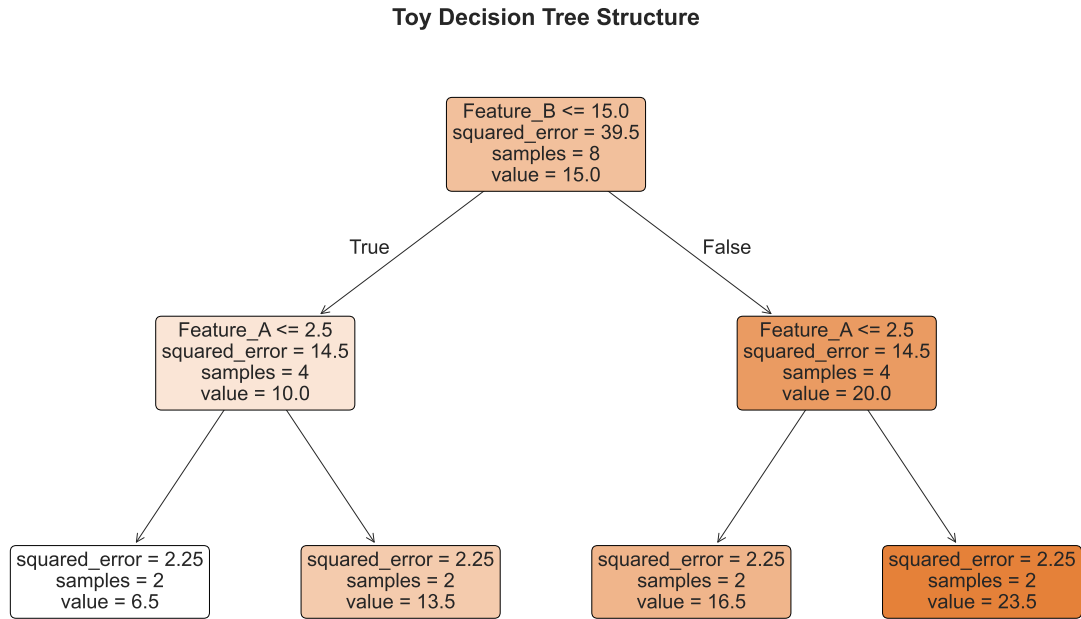 Toy Decision Tree Structure
Feature_B <= 15.0
squared_error = 39.5
samples = 8
value = 15.0
True
False
Feature_A <= 2.5
squared_error = 14.5
samples = 4
value = 10.0
Feature_A <= 2.5
squared_error = 14.5
samples = 4
value = 20.0
squared_error = 2.25
samples = 2
value = 6.5
squared_error = 2.25
samples = 2
value = 13.5
squared_error = 2.25
samples = 2
value = 16.5
squared_error = 2.25
samples = 2
value = 23.5